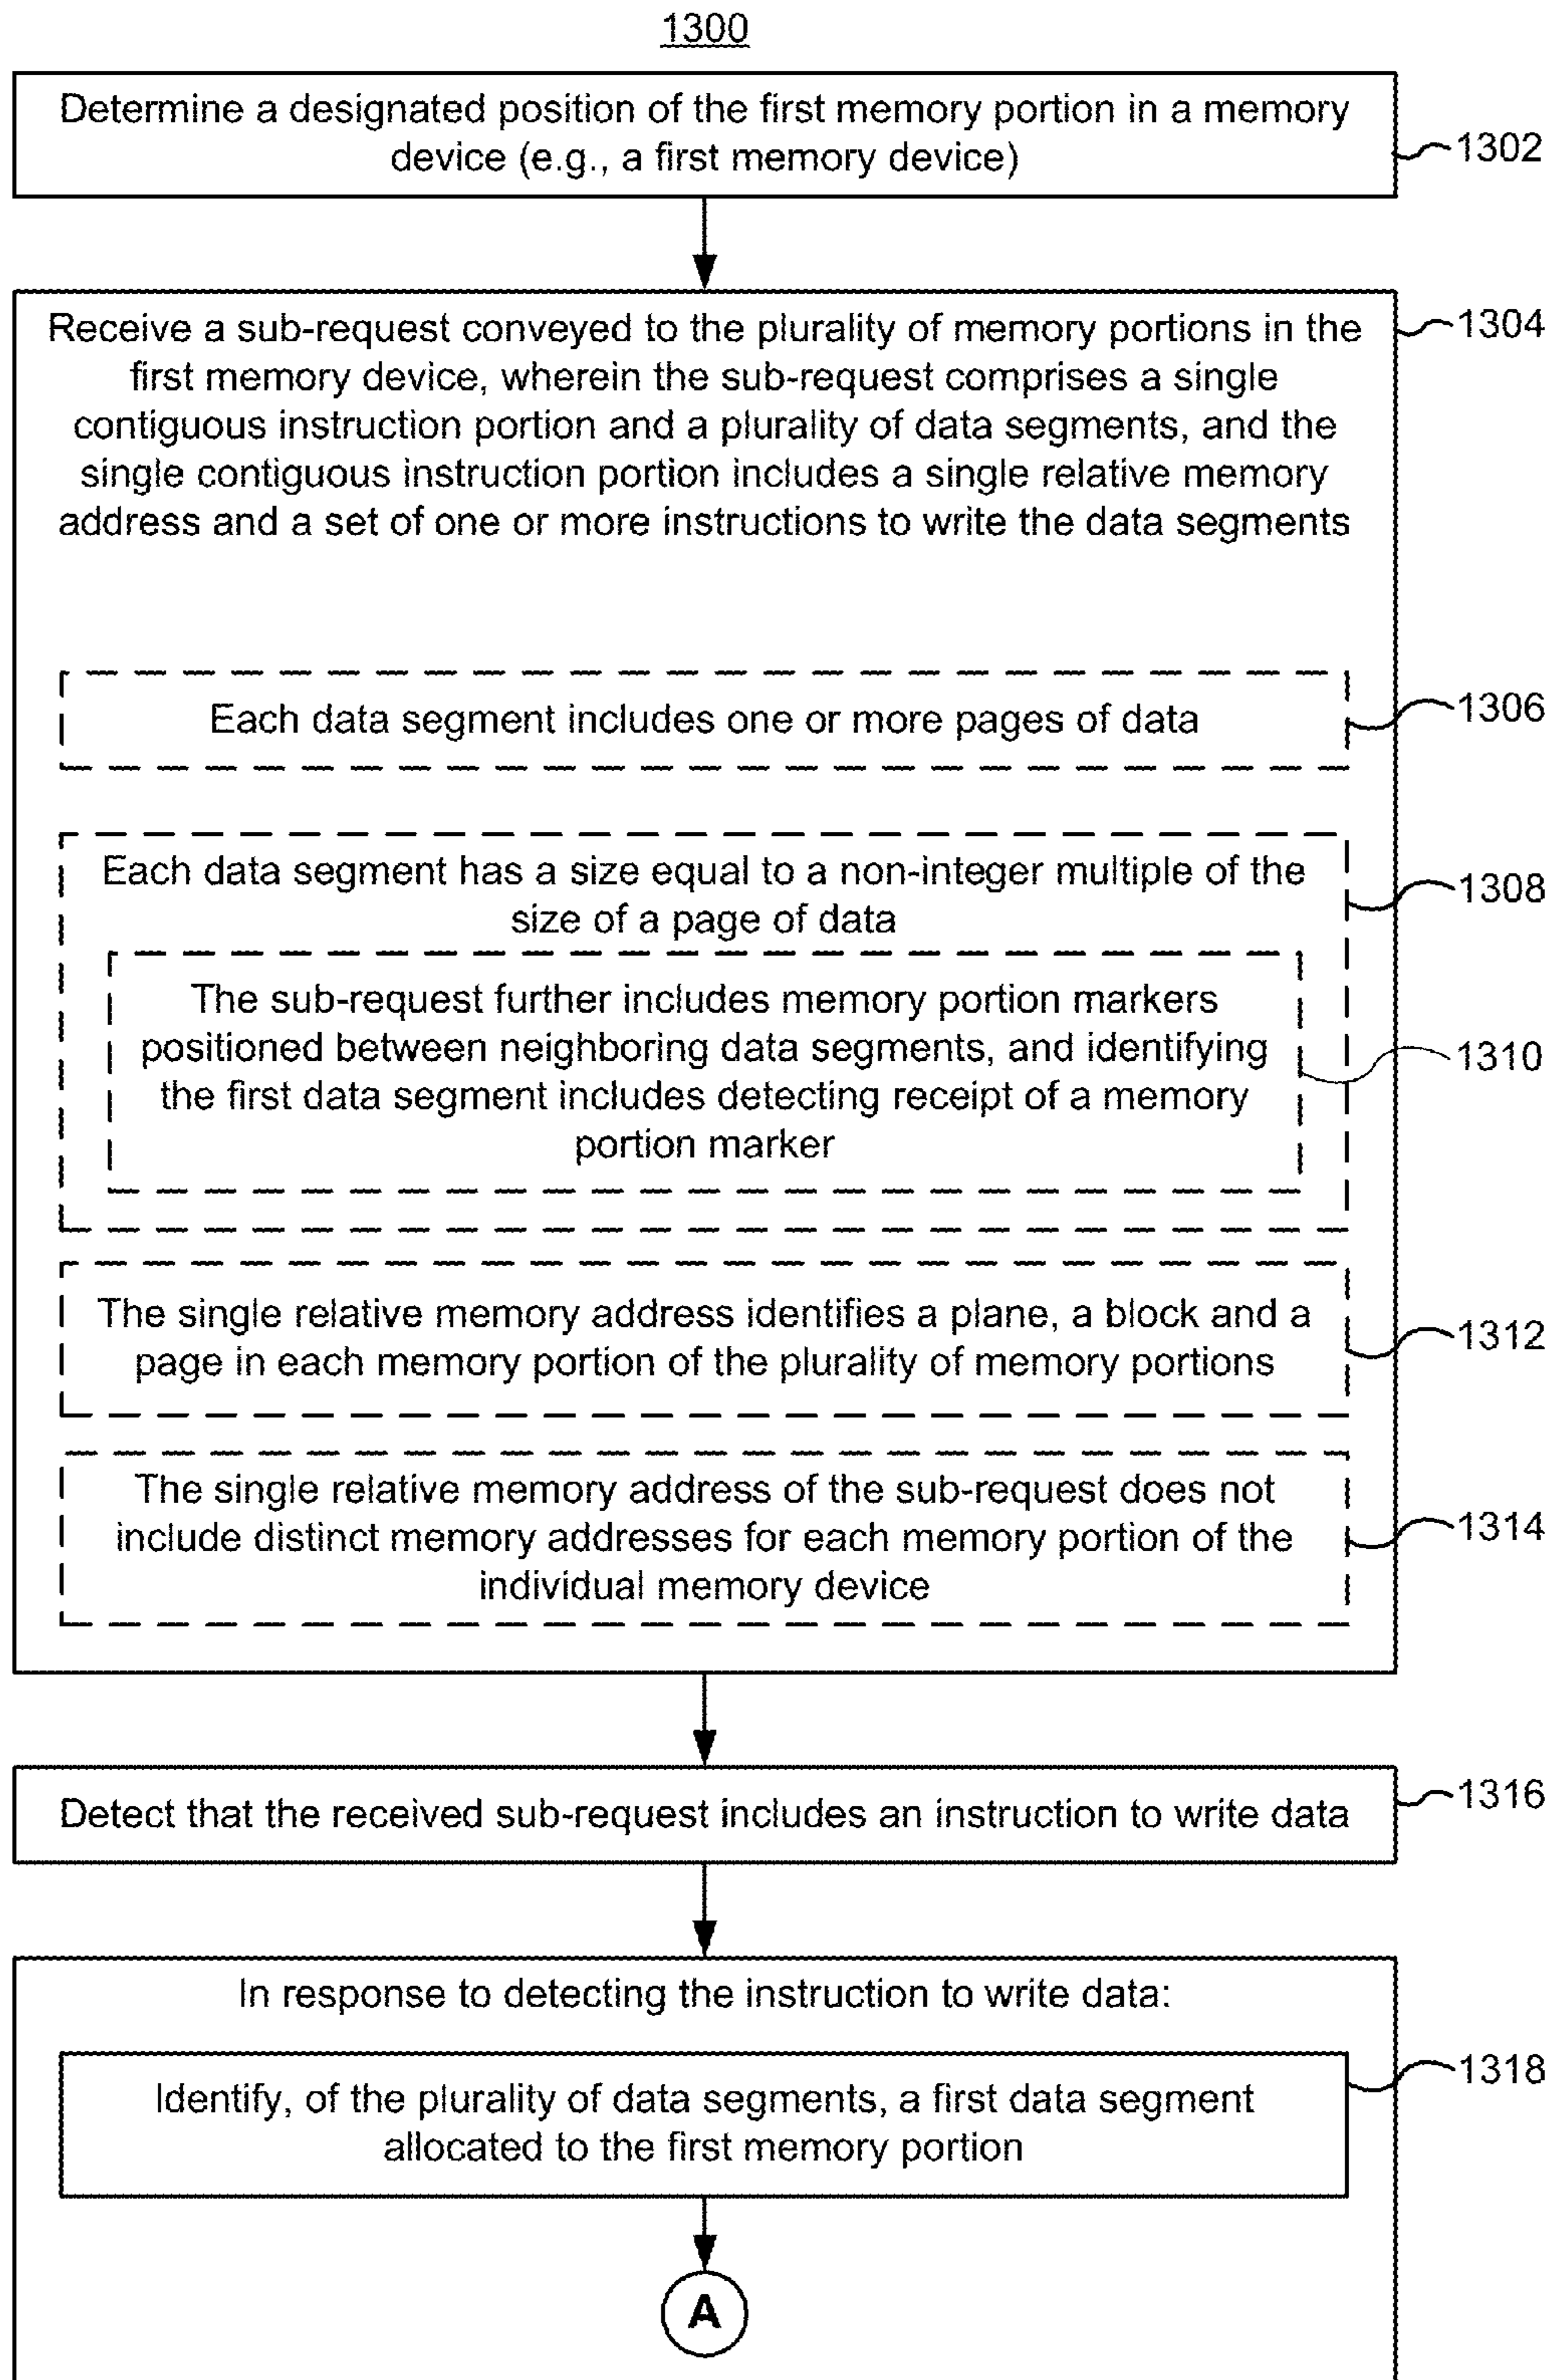 1300
Determine a designated position of the first memory portion in a memory
device (e.g., a first memory device)
1302
Receive a sub-request conveyed to the plurality of memory portions in the
first memory device, wherein the sub-request comprises a single
contiguous instruction portion and a plurality of data segments, and the
single contiguous instruction portion includes a single relative memory
address and a set of one or more instructions to write the data segments
1304
Each data segment includes one or more pages of data
1306
Each data segment has a size equal to a non-integer multiple of the
size of a page of data
1308
The sub-request further includes memory portion markers
positioned between neighboring data segments, and identifying
the first data segment includes detecting receipt of a memory
portion marker
1310
The single relative memory address identifies a plane, a block and a
page in each memory portion of the plurality of memory portions
1312
The single relative memory address of the sub-request does not
include distinct memory addresses for each memory portion of the
individual memory device
1314
Detect that the received sub-request includes an instruction to write data
1316
In response to detecting the instruction to write data:
Identify, of the plurality of data segments, a first data segment
allocated to the first memory portion
1318
A